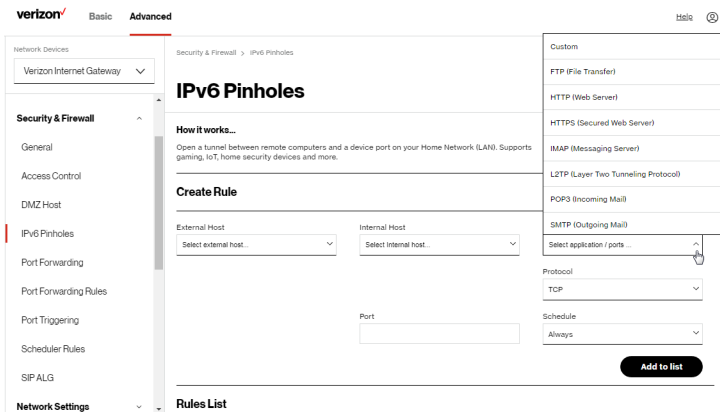 verizon✓
Basic
Advanced
Help
Network Devices
Verizon Internet Gateway
Security & Firewall
General
Access Control
DMZ Host
IPv6 Pinholes
Port Forwarding
Port Forwarding Rules
Port Triggering
Scheduler Rules
SIP ALG
Network Settings
Security & Firewall > IPv6 Pinholes
IPv6 Pinholes
How it works...
Open a tunnel between remote computers and a device port on your Home Network (LAN). Supports
gaming, IoT, home security devices and more.
Create Rule
External Host
Select external host...
Internal Host
Select Internal host...
Custom
FTP (File Transfer)
HTTP (Web Server)
HTTPS (Secured Web Server)
IMAP (Messaging Server)
L2TP (Layer Two Tunneling Protocol)
POP3 (Incoming Mail)
SMTP (Outgoing Mail)
Select application / ports ...
Protocol
TCP
Port
Schedule
Always
Add to list
Rules List